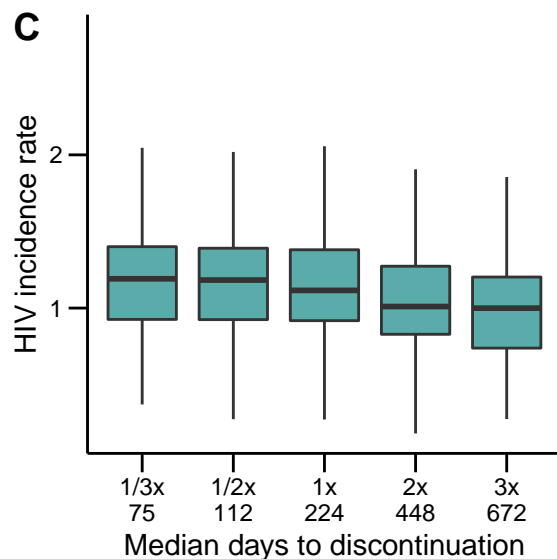 C
HIV incidence rate
2
1
1/3x 1/2x 1x 2x 3x
75 112 224 448 672
Median days to discontinuation